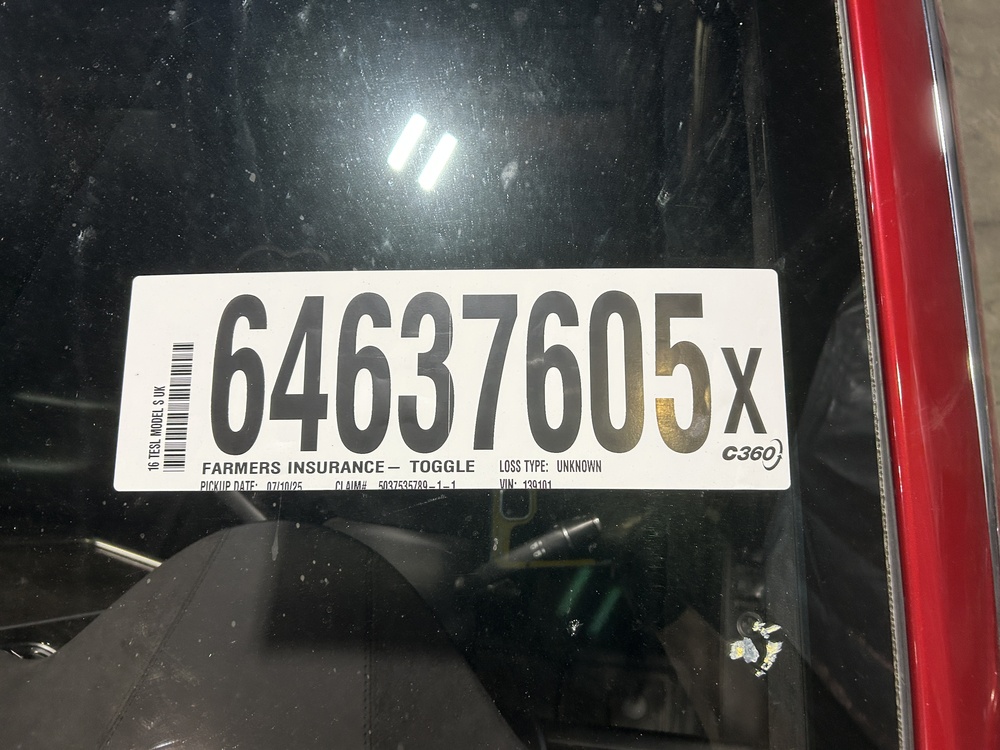 64637605x
C360
16 TESL MODEL S UK
FARMERS INSURANCE— TOGGLE LOSS TYPE: UNKNOWN
PICKUP DATE: 07/10/25 CLAIM# 5037535789-1-1 VIN: 139101